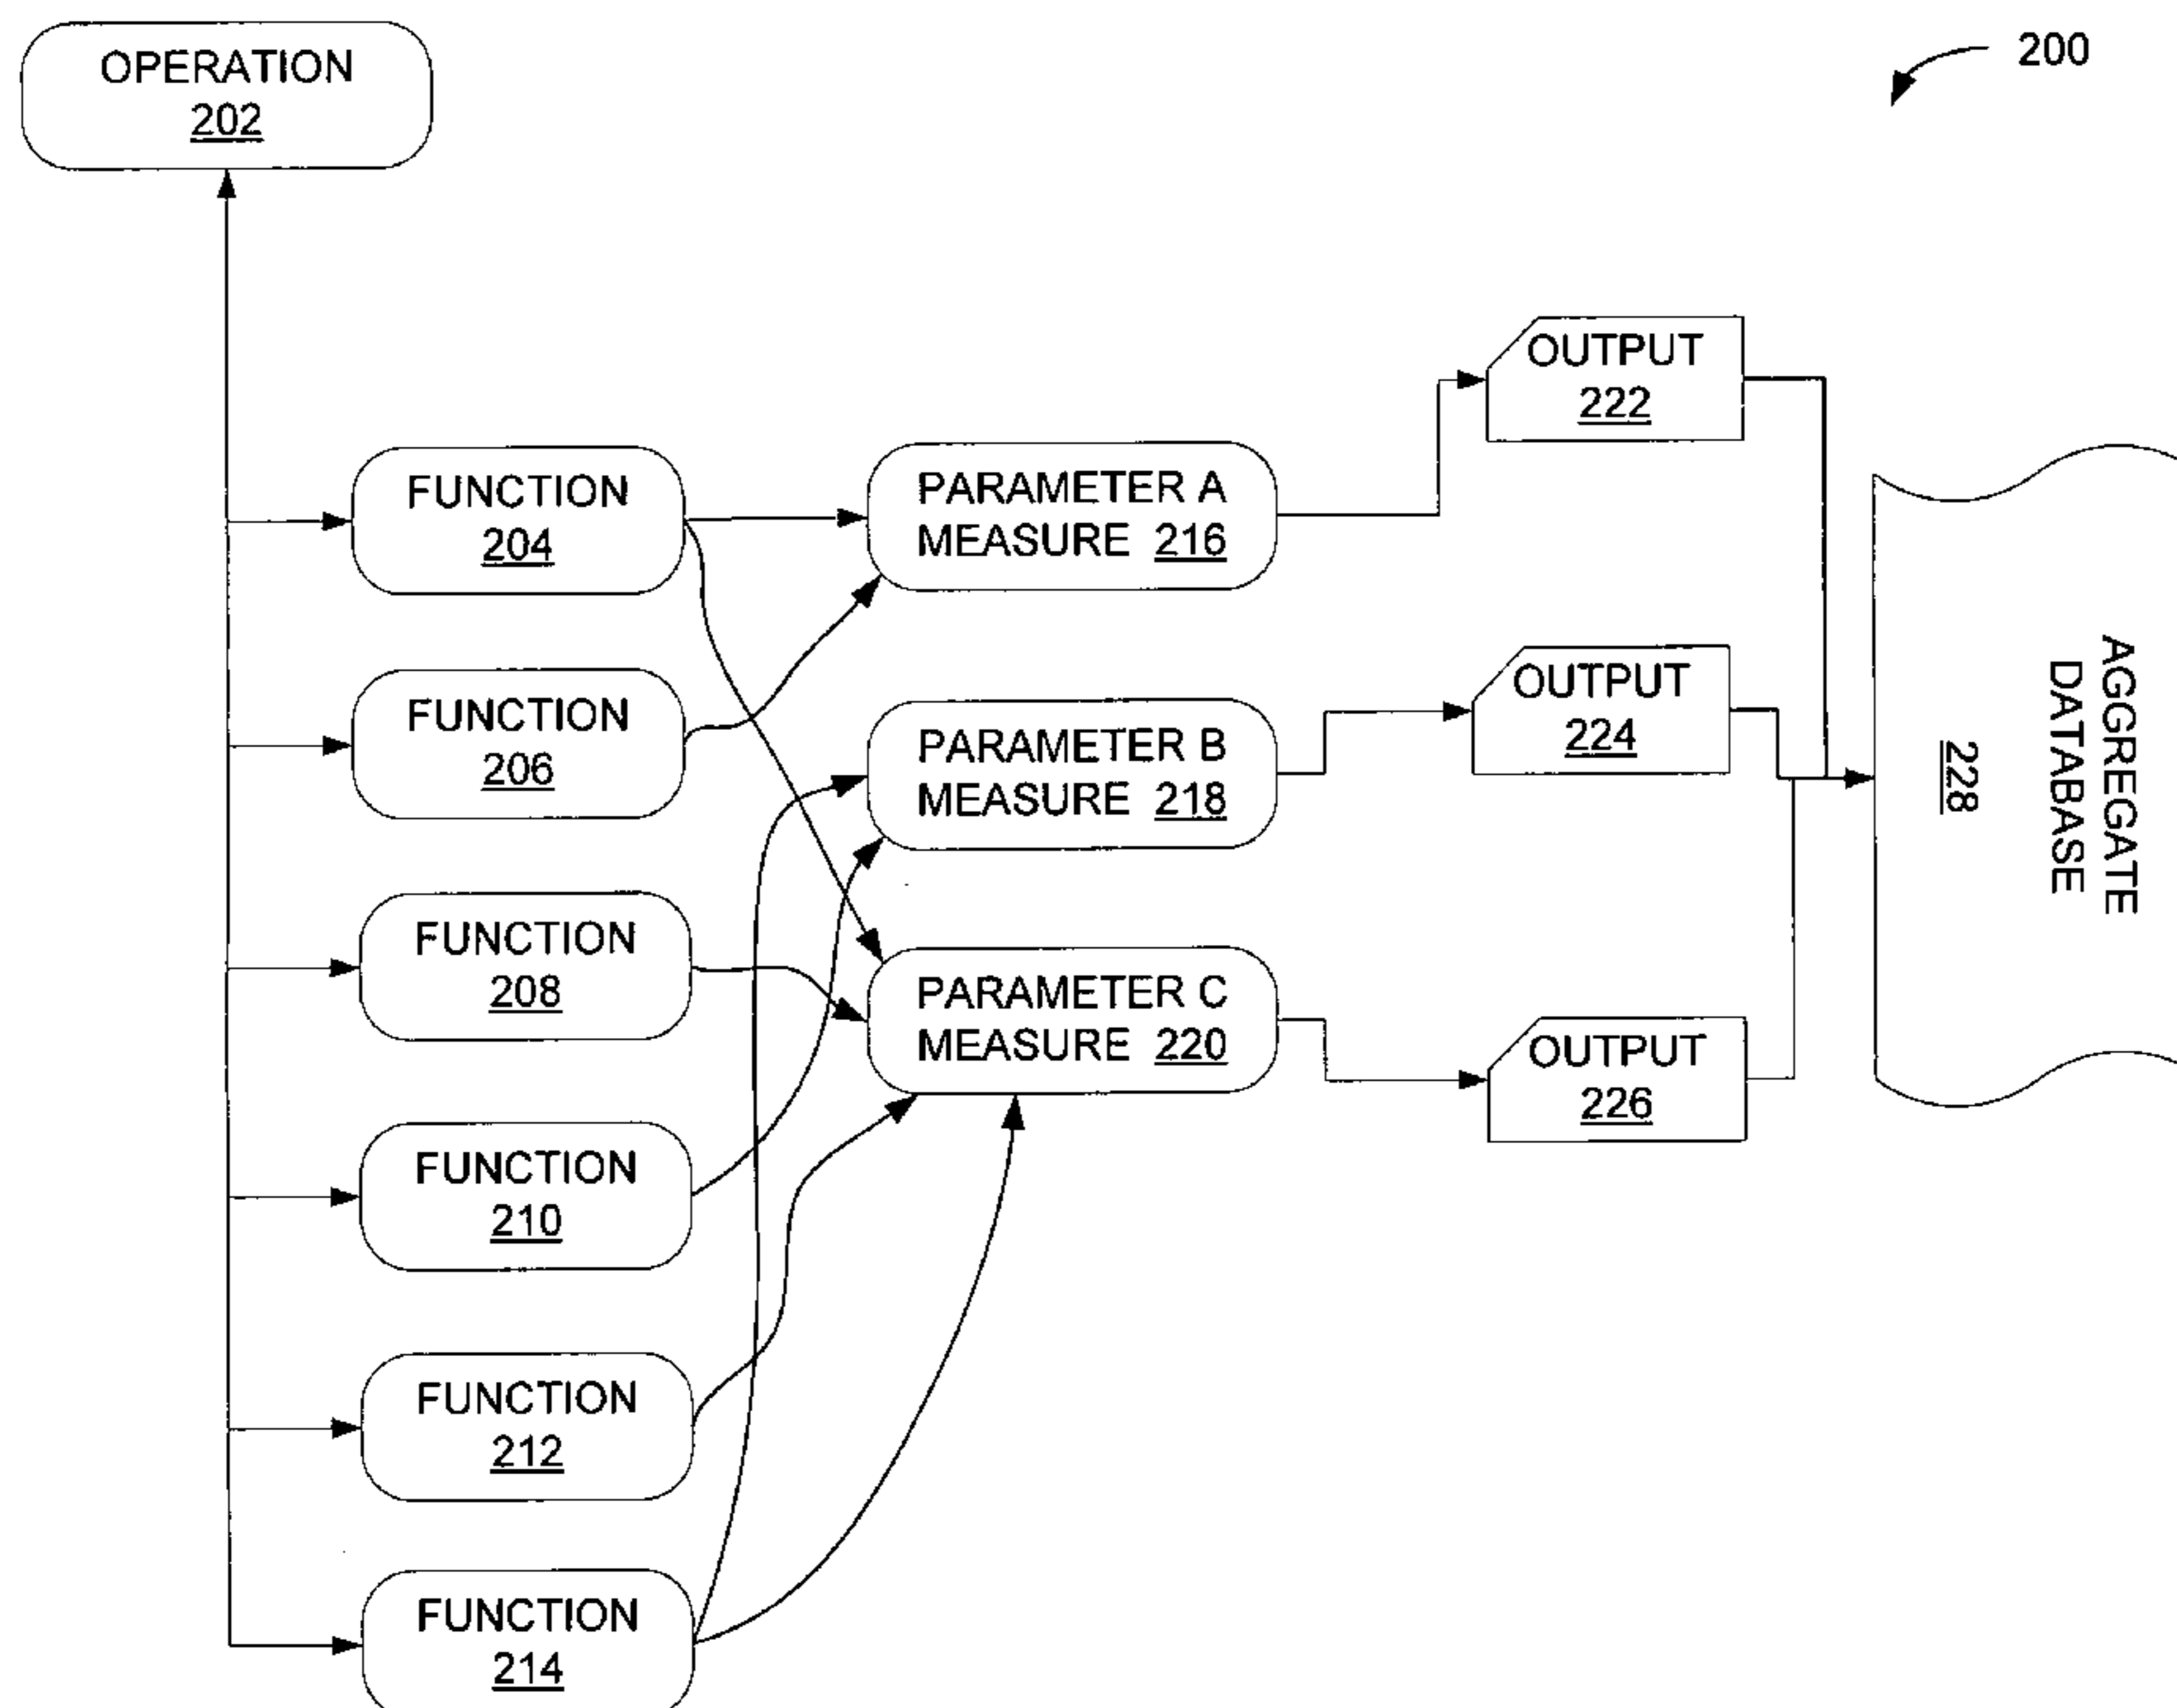 OPERATION
202
200
FUNCTION
204
FUNCTION
206
FUNCTION
208
FUNCTION
210
FUNCTION
212
FUNCTION
214
PARAMETER A
MEASURE 216
PARAMETER B
MEASURE 218
PARAMETER C
MEASURE 220
OUTPUT
222
OUTPUT
224
OUTPUT
226
AGGREGATE
DATABASE
228